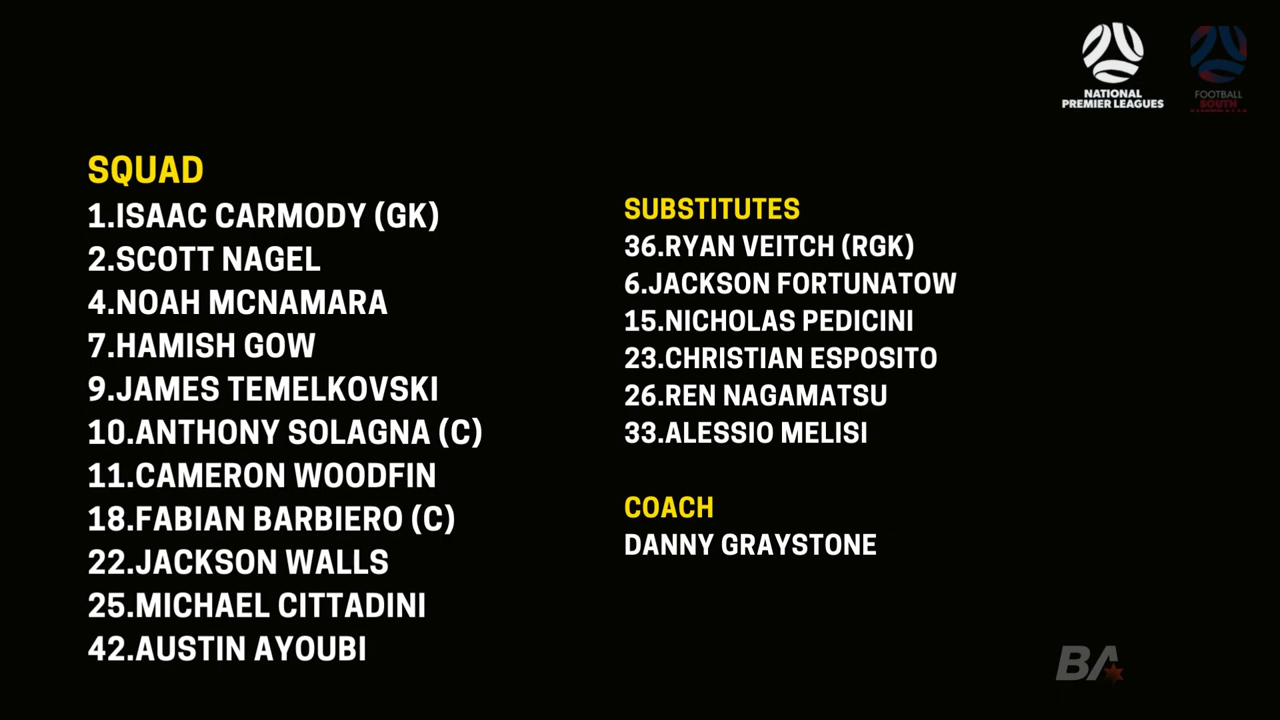 NATIONAL
PREMIER LEAGUES
FOOTBALL
SOUTH
SQUAD
1.ISAAC CARMODY (GK)
2.SCOTT NAGEL
4.NOAH MCNAMARA
7.HAMISH GOW
9.JAMES TEMELKOVSKI
10.ANTHONY SOLAGNA (C)
11.CAMERON WOODFIN
18.FABIAN BARBIERO (C)
22.JACKSON WALLS
25.MICHAEL CITTADINI
42.AUSTIN AYOUBI
SUBSTITUTES
36.RYAN VEITCH (RGK)
6.JACKSON FORTUNATOW
15.NICHOLAS PEDICINI
23.CHRISTIAN ESPOSITO
26.REN NAGAMATSU
33.ALESSIO MELISI
COACH
DANNY GRAYSTONE
BA